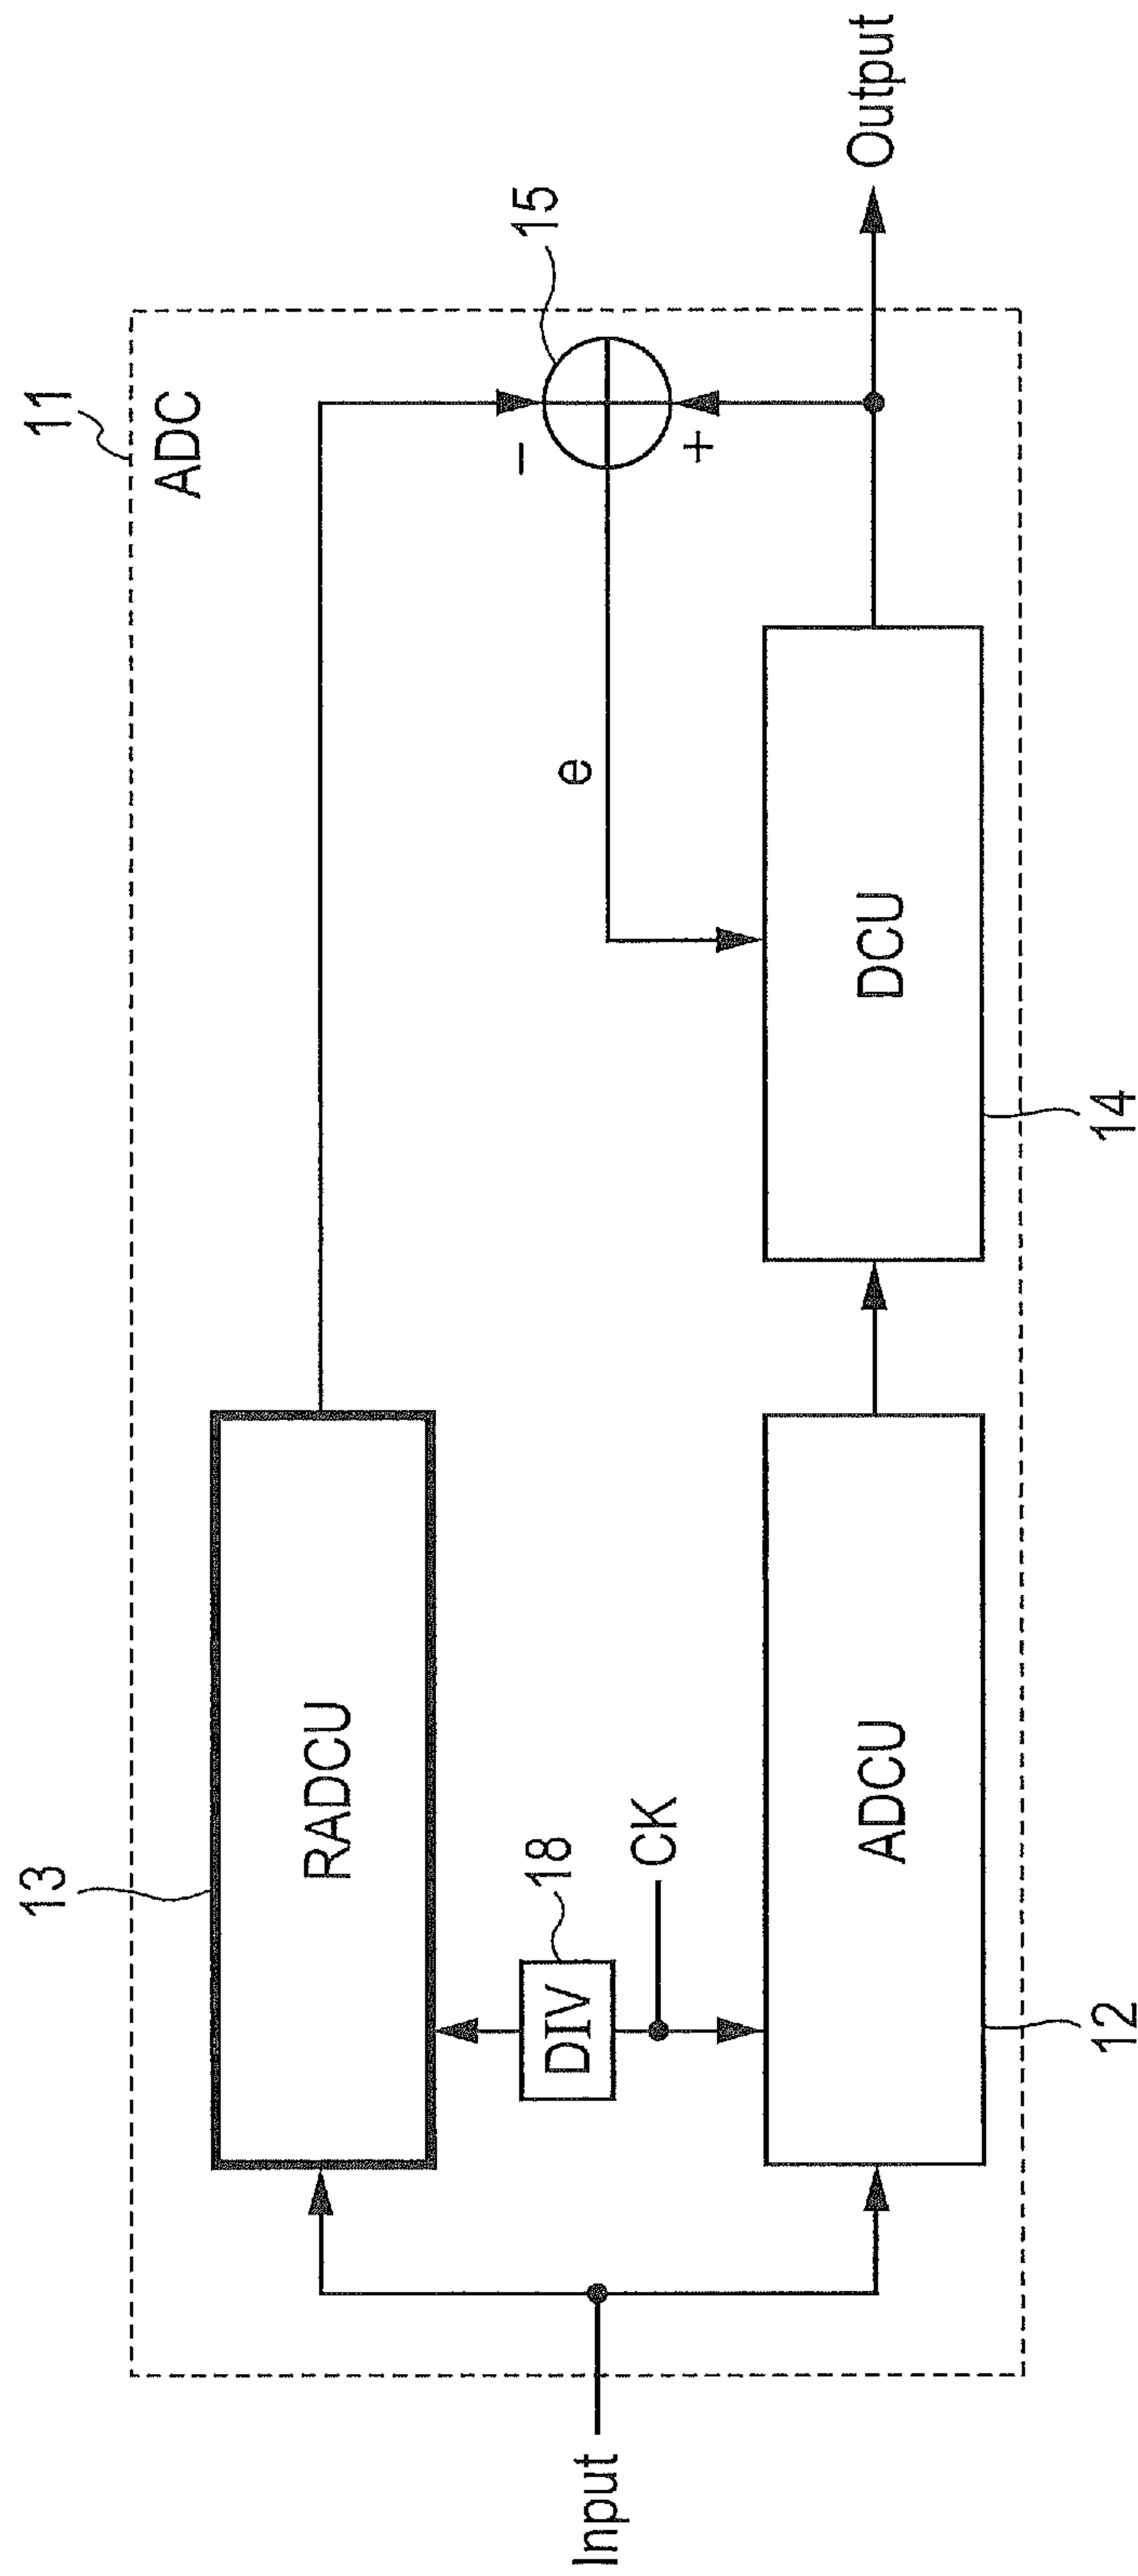 11
ADC
13
RADCU
15
−
+
e
DIV
18
CK
Input
ADCU
12
DCU
14
Output